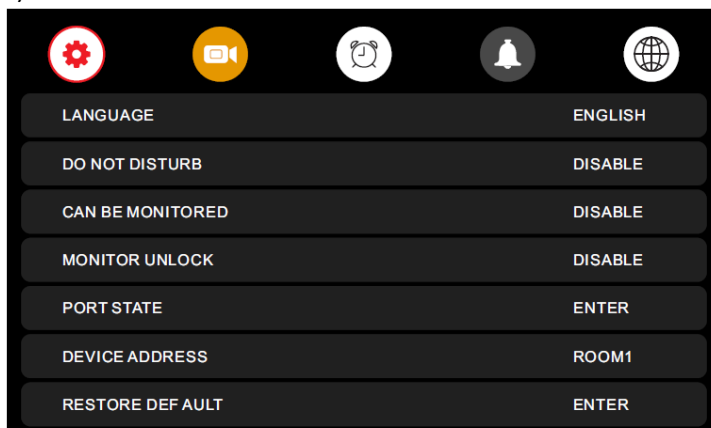 LANGUAGE ENGLISH
DO NOT DISTURB DISABLE
CAN BE MONITORED DISABLE
MONITOR UNLOCK DISABLE
PORT STATE ENTER
DEVICE ADDRESS ROOM1
RESTORE DEF AULT ENTER